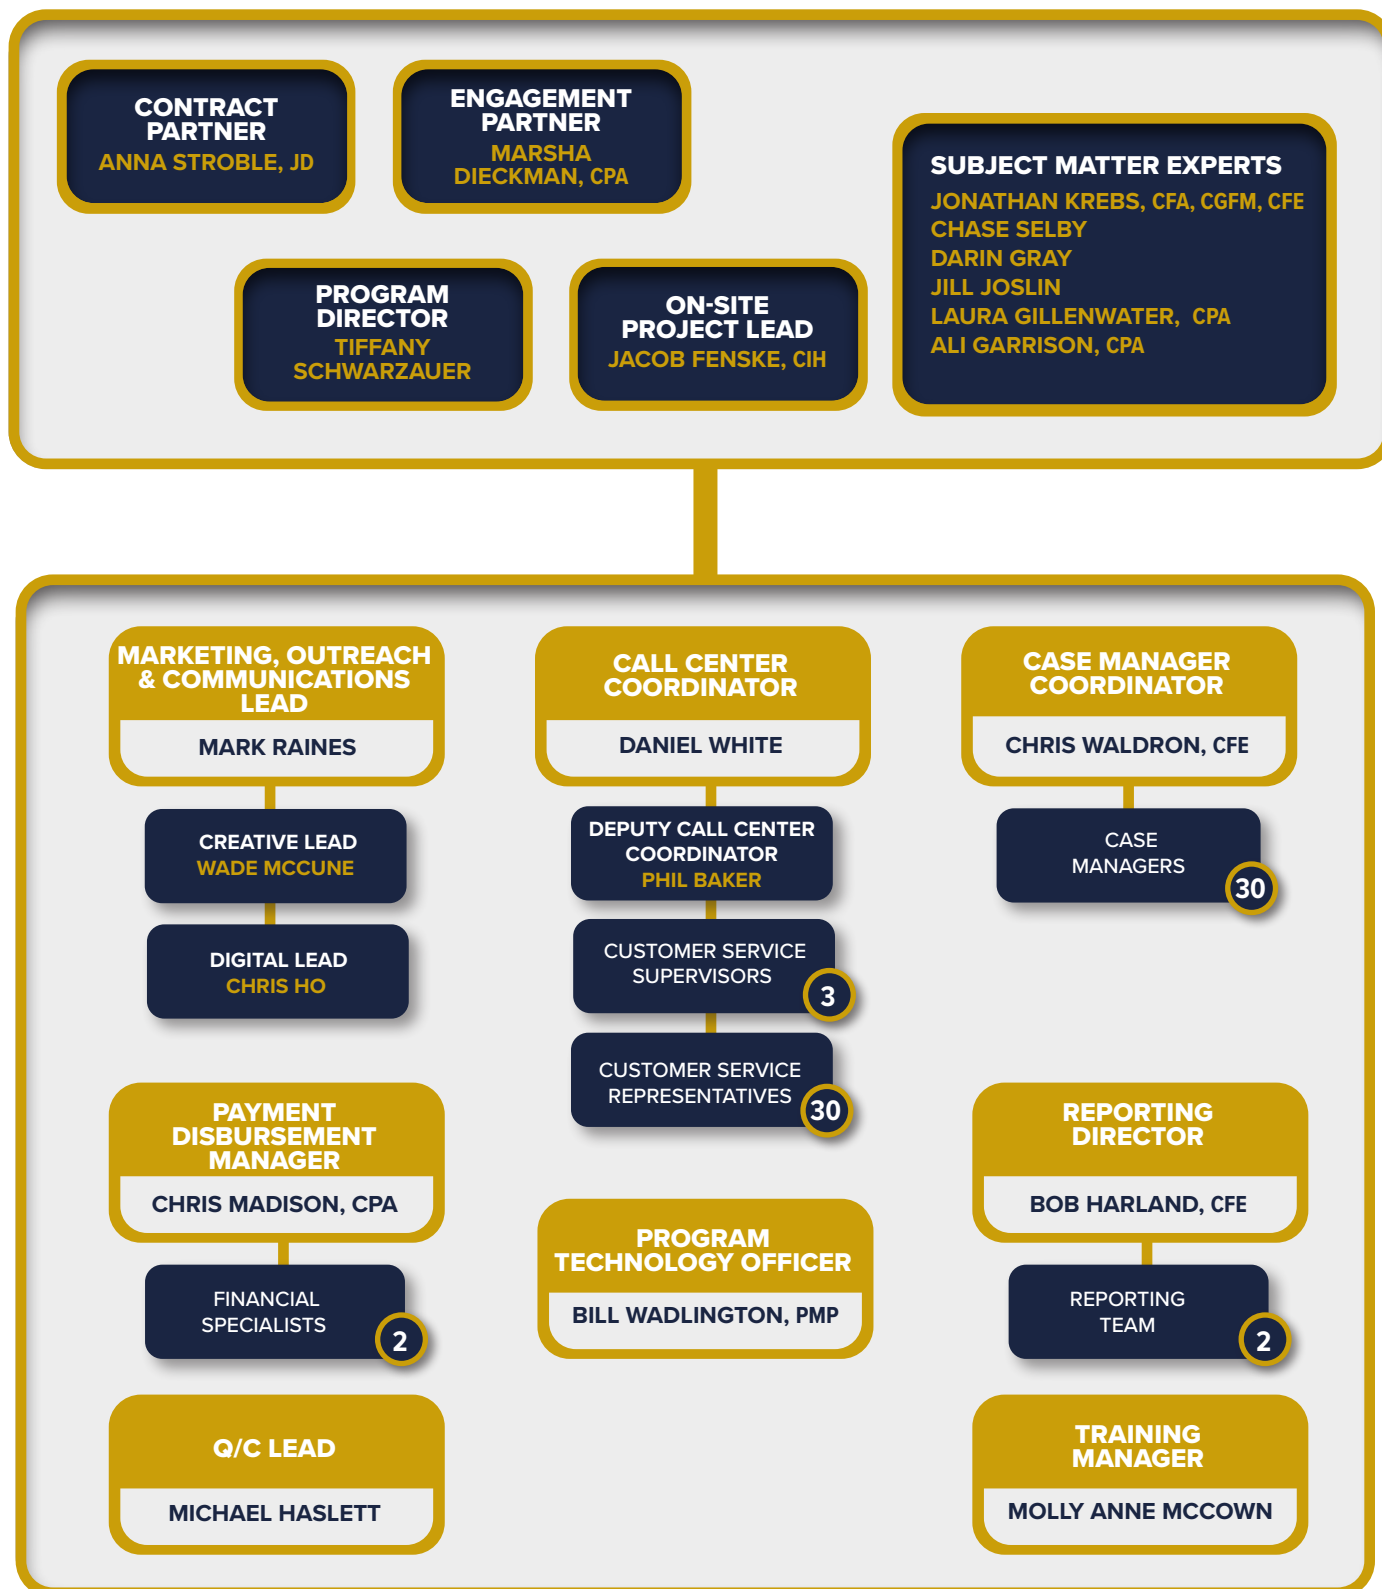 CONTRACT
PARTNER
ANNA STROBLE, JD
ENGAGEMENT
PARTNER
MARSHA
DIECKMAN, CPA
SUBJECT MATTER EXPERTS
JONATHAN KREBS, CFA, CGFM, CFE
CHASE SELBY
DARIN GRAY
JILL JOSLIN
LAURA GILLENWATER, CPA
ALI GARRISON, CPA
PROGRAM
DIRECTOR
TIFFANY
SCHWARZAUER
ON-SITE
PROJECT LEAD
JACOB FENSKE, CIH
MARKETING, OUTREACH
& COMMUNICATIONS
LEAD
MARK RAINES
CREATIVE LEAD
WADE MCCUNE
DIGITAL LEAD
CHRIS HO
CALL CENTER
COORDINATOR
DANIEL WHITE
DEPUTY CALL CENTER
COORDINATOR
PHIL BAKER
CUSTOMER SERVICE
SUPERVISORS
3
CUSTOMER SERVICE
REPRESENTATIVES
30
CASE MANAGER
COORDINATOR
CHRIS WALDRON, CFE
CASE
MANAGERS
30
PAYMENT
DISBURSEMENT
MANAGER
CHRIS MADISON, CPA
FINANCIAL
SPECIALISTS
2
PROGRAM
TECHNOLOGY OFFICER
BILL WADLINGTON, PMP
REPORTING
DIRECTOR
BOB HARLAND, CFE
REPORTING
TEAM
2
Q/C LEAD
MICHAEL HASLETT
TRAINING
MANAGER
MOLLY ANNE MCCOWN